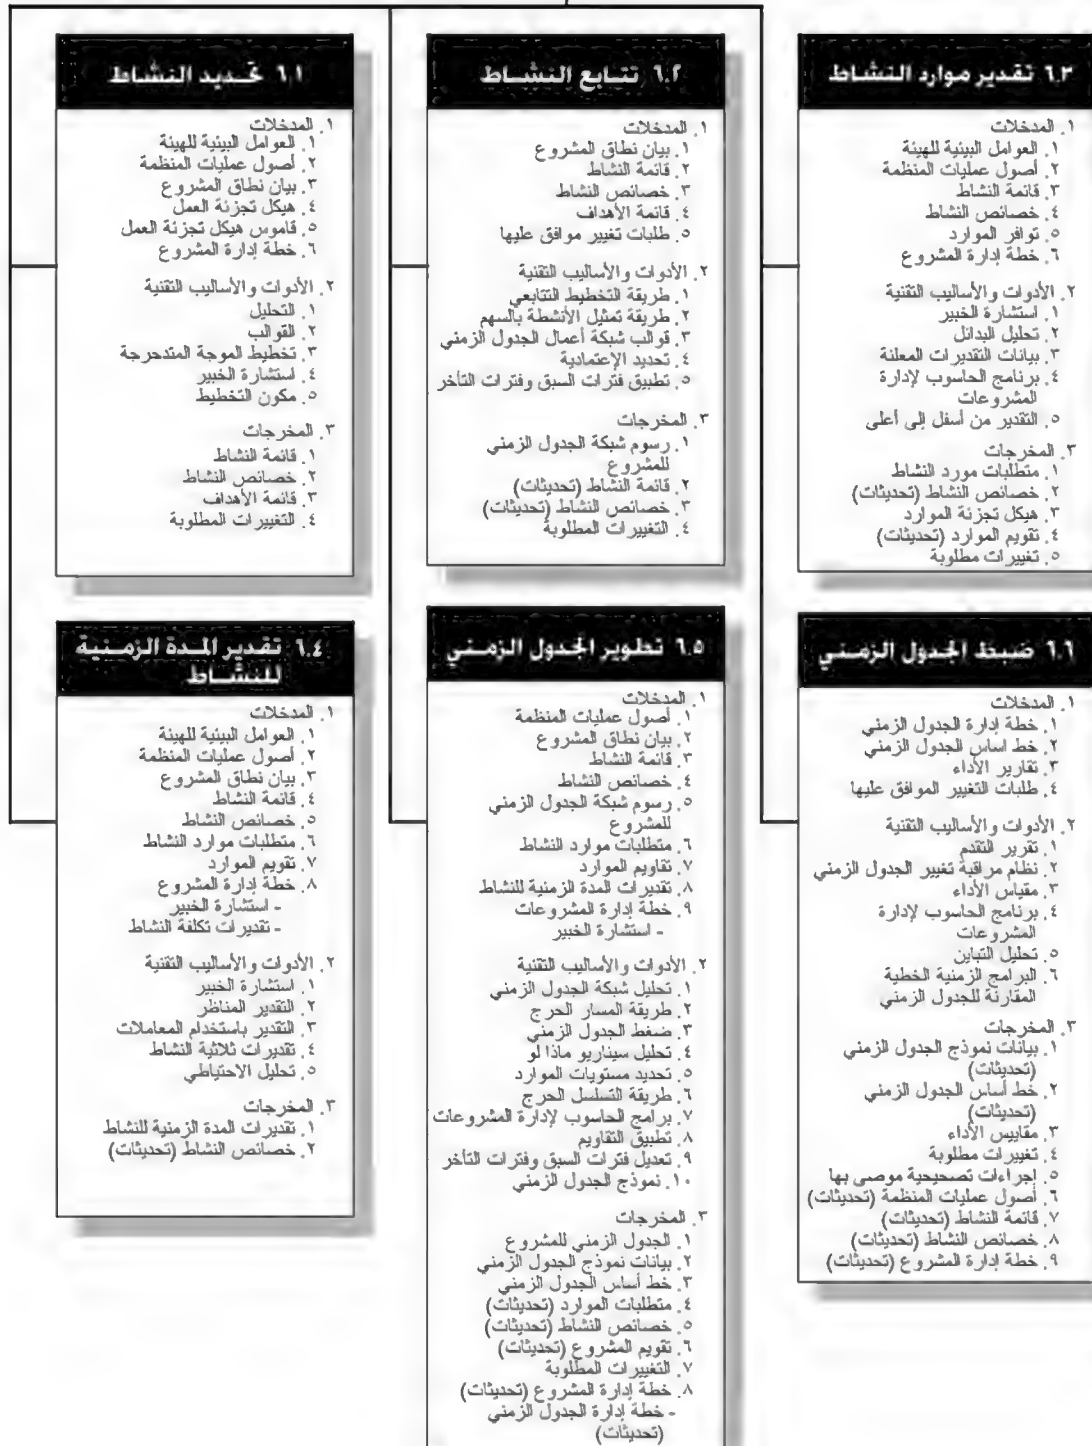 ٦.١ تحديد النشاط
١. المدخلات
١. العوامل البيئية للهيئة
٢. أصول عمليات المنظمة
٣. بيان نطاق المشروع
٤. هيكل تجزئة العمل
٥. قاموس هيكل تجزئة العمل
٦. خطة إدارة المشروع
٢. الأدوات والأساليب التقنية
١. التحليل
٢. القوالب
٣. تخطيط الموجة المتدحرجة
٤. استشارة الخبير
٥. مكون التخطيط
٣. المخرجات
١. قائمة النشاط
٢. خصائص النشاط
٣. قائمة الأهداف
٤. التغييرات المطلوبة
٦.٢ تتابع النشاط
١. المدخلات
١. بيان نطاق المشروع
٢. قائمة النشاط
٣. خصائص النشاط
٤. قائمة الأهداف
٥. طلبات تغيير موافق عليها
٢. الأدوات والأساليب التقنية
١. طريقة التخطيط التتابعي
٢. طريقة تمثيل الأنشطة بالسهم
٣. قوالب شبكة أعمال الجدول الزمني
٤. تحديد الإعتمادية
٥. تطبيق فترات السبق وفترات التأخر
٣. المخرجات
١. رسوم شبكة الجدول الزمني
للمشروع
٢. قائمة النشاط (تحديثات)
٣. خصائص النشاط (تحديثات)
٤. التغييرات المطلوبة
٦.٣ تقدير موارد النشاط
١. المدخلات
١. العوامل البيئية للهيئة
٢. أصول عمليات المنظمة
٣. قائمة النشاط
٤. خصائص النشاط
٥. توافر الموارد
٦. خطة إدارة المشروع
٢. الأدوات والأساليب التقنية
١. استشارة الخبير
٢. تحليل البدائل
٣. بيانات التقديرات المعلنة
٤. برنامج الحاسوب لإدارة
المشروعات
٥. التقدير من أسفل إلى أعلى
٣. المخرجات
١. متطلبات مورد النشاط
٢. خصائص النشاط (تحديثات)
٣. هيكل تجزئة الموارد
٤. تقويم الموارد (تحديثات)
٥. تغييرات مطلوبة
٦.٤ تقدير المدة الزمنية
للنشاط
١. المدخلات
١. العوامل البيئية للهيئة
٢. أصول عمليات المنظمة
٣. بيان نطاق المشروع
٤. قائمة النشاط
٥. خصائص النشاط
٦. متطلبات موارد النشاط
٧. تقويم الموارد
٨. خطة إدارة المشروع
- استشارة الخبير
- تقديرات تكلفة النشاط
٢. الأدوات والأساليب التقنية
١. استشارة الخبير
٢. التقدير المناظر
٣. التقدير باستخدام المعاملات
٤. تقديرات ثلاثية النشاط
٥. تحليل الاحتياطي
٣. المخرجات
١. تقديرات المدة الزمنية للنشاط
٢. خصائص النشاط (تحديثات)
٦.٥ تطوير الجدول الزمني
١. المدخلات
١. أصول عمليات المنظمة
٢. بيان نطاق المشروع
٣. قائمة النشاط
٤. خصائص النشاط
٥. رسوم شبكة الجدول الزمني
للمشروع
٦. متطلبات موارد النشاط
٧. تقاويم الموارد
٨. تقديرات المدة الزمنية للنشاط
٩. خطة إدارة المشروعات
- استشارة الخبير
٢. الأدوات والأساليب التقنية
١. تحليل شبكة الجدول الزمني
٢. طريقة المسار الحرج
٣. ضغط الجدول الزمني
٤. تحليل سيناريو ماذا لو
٥. تحديد مستويات الموارد
٦. طريقة التسلسل الحرج
٧. برامج الحاسوب لإدارة المشروعات
٨. تطبيق التقاويم
٩. تعديل فترات السبق وفترات التأخر
١٠. نموذج الجدول الزمني
٣. المخرجات
١. الجدول الزمني للمشروع
٢. بيانات نموذج الجدول الزمني
٣. خط أساس الجدول الزمني
٤. متطلبات الموارد (تحديثات)
٥. خصائص النشاط (تحديثات)
٦. تقويم المشروع (تحديثات)
٧. التغييرات المطلوبة
٨. خطة إدارة المشروع (تحديثات)
- خطة إدارة الجدول الزمني
(تحديثات)
٦.٦ ضبط الجدول الزمني
١. المدخلات
١. خطة إدارة الجدول الزمني
٢. خط اساس الجدول الزمني
٣. تقارير الأداء
٤. طلبات التغيير الموافق عليها
٢. الأدوات والأساليب التقنية
١. تقرير التقدم
٢. نظام مراقبة تغيير الجدول الزمني
٣. مقياس الأداء
٤. برنامج الحاسوب لإدارة
المشروعات
٥. تحليل التباين
٦. البرامج الزمنية الخطية
المقارنة للجدول الزمني
٣. المخرجات
١. بيانات نموذج الجدول الزمني
(تحديثات)
٢. خط أساس الجدول الزمني
(تحديثات)
٣. مقاييس الأداء
٤. تغييرات مطلوبة
٥. إجراءات تصحيحية موصى بها
٦. أصول عمليات المنظمة (تحديثات)
٧. قائمة النشاط (تحديثات)
٨. خصائص النشاط (تحديثات)
٩. خطة إدارة المشروع (تحديثات)